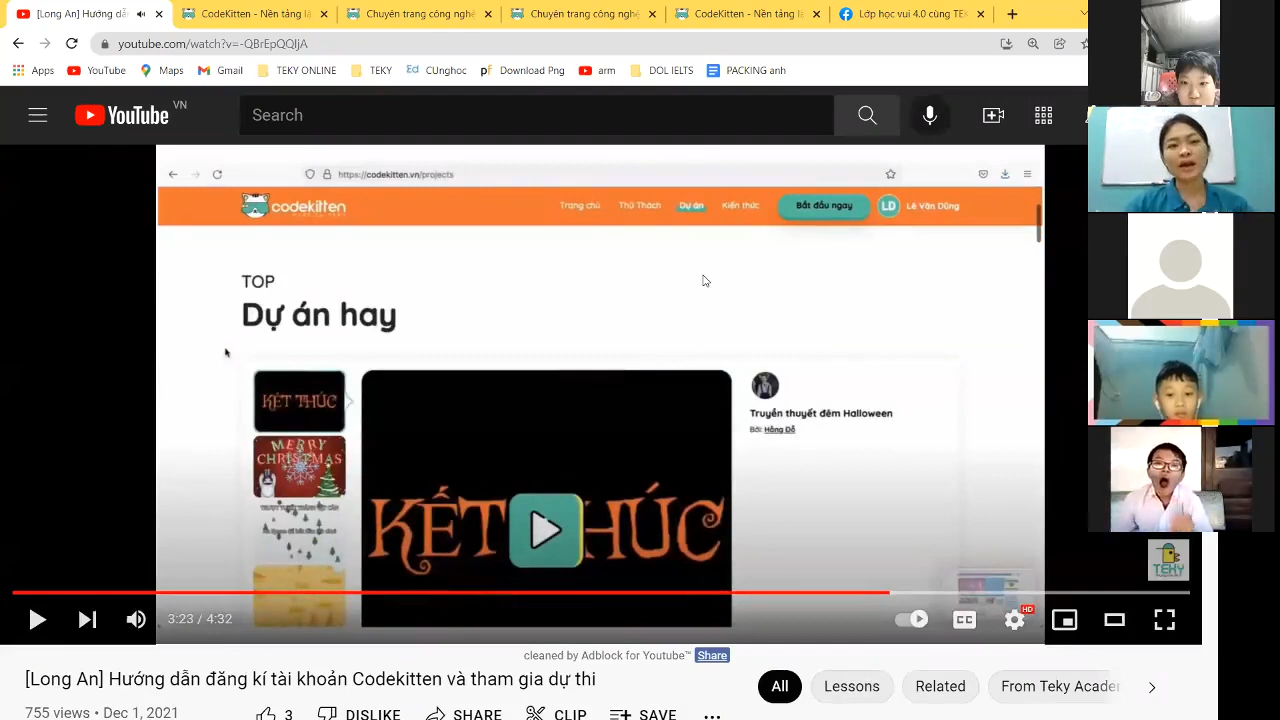 [Long An] Hướng dẫ
CodeKitten - Nền tảng lậ
Chuyên trang công nghệ
Chuyên trang công nghệ
CodeKitten - Nền tảng lậ
Lớp học vui 4.0 cùng TEK
youtube.com/watch?v=-QBrEpQQljA
Apps
YouTube
Maps
Gmail
TEKY ONLINE
TEKY
CUnghoc
Download Png
arm
DOL IELTS
PACKING anh
YouTube VN
Search
https://codekitten.vn/projects
codekitten
Trang chủ
Thử Thách
Dự án
Kiến thức
Bắt đầu ngay
LD
Lê Văn Dũng
TOP
Dự án hay
KẾT THÚC
MERRY
CHRISTMAS
KẾT THÚC
Truyền thuyết đêm Halloween
Bởi: Hồng Đỗ
TEKY
3:23 / 4:32
CC
HD
cleaned by Adblock for Youtube™ Share
[Long An] Hướng dẫn đăng kí tài khoản Codekitten và tham gia dự thi
All
Lessons
Related
From Teky Acader
755 views • Dec 1, 2021
3
DISLIKE
SHARE
CLIP
SAVE